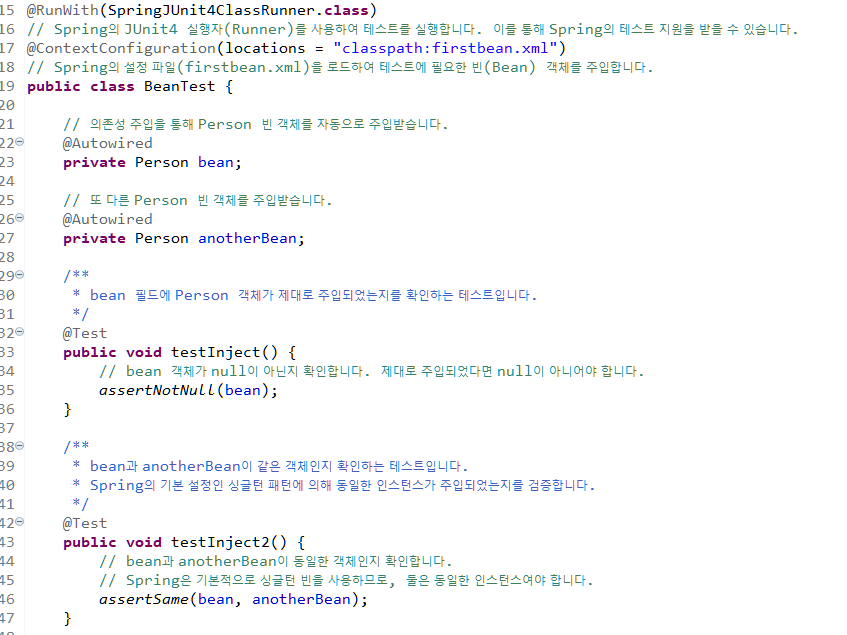 15 @RunWith(SpringJUnit4ClassRunner.class)
16 // Spring의 JUnit4 실행자(Runner)를 사용하여 테스트를 실행합니다. 이를 통해 Spring의 테스트 지원을 받을 수 있습니다.
17 @ContextConfiguration(locations = "classpath:firstbean.xml")
18 // Spring의 설정 파일(firstbean.xml)을 로드하여 테스트에 필요한 빈(Bean) 객체를 주입합니다.
19 public class BeanTest {
20
21     // 의존성 주입을 통해 Person 빈 객체를 자동으로 주입받습니다.
22     @Autowired
23     private Person bean;
24
25     // 또 다른 Person 빈 객체를 주입받습니다.
26     @Autowired
27     private Person anotherBean;
28
29     /**
30      * bean 필드에 Person 객체가 제대로 주입되었는지를 확인하는 테스트입니다.
31      */
32     @Test
33     public void testInject() {
34         // bean 객체가 null이 아닌지 확인합니다. 제대로 주입되었다면 null이 아니어야 합니다.
35         assertNotNull(bean);
36     }
37
38     /**
39      * bean과 anotherBean이 같은 객체인지 확인하는 테스트입니다.
40      * Spring의 기본 설정인 싱글턴 패턴에 의해 동일한 인스턴스가 주입되었는지를 검증합니다.
41      */
42     @Test
43     public void testInject2() {
44         // bean과 anotherBean이 동일한 객체인지 확인합니다.
45         // Spring은 기본적으로 싱글턴 빈을 사용하므로, 둘은 동일한 인스턴스여야 합니다.
46         assertSame(bean, anotherBean);
47     }